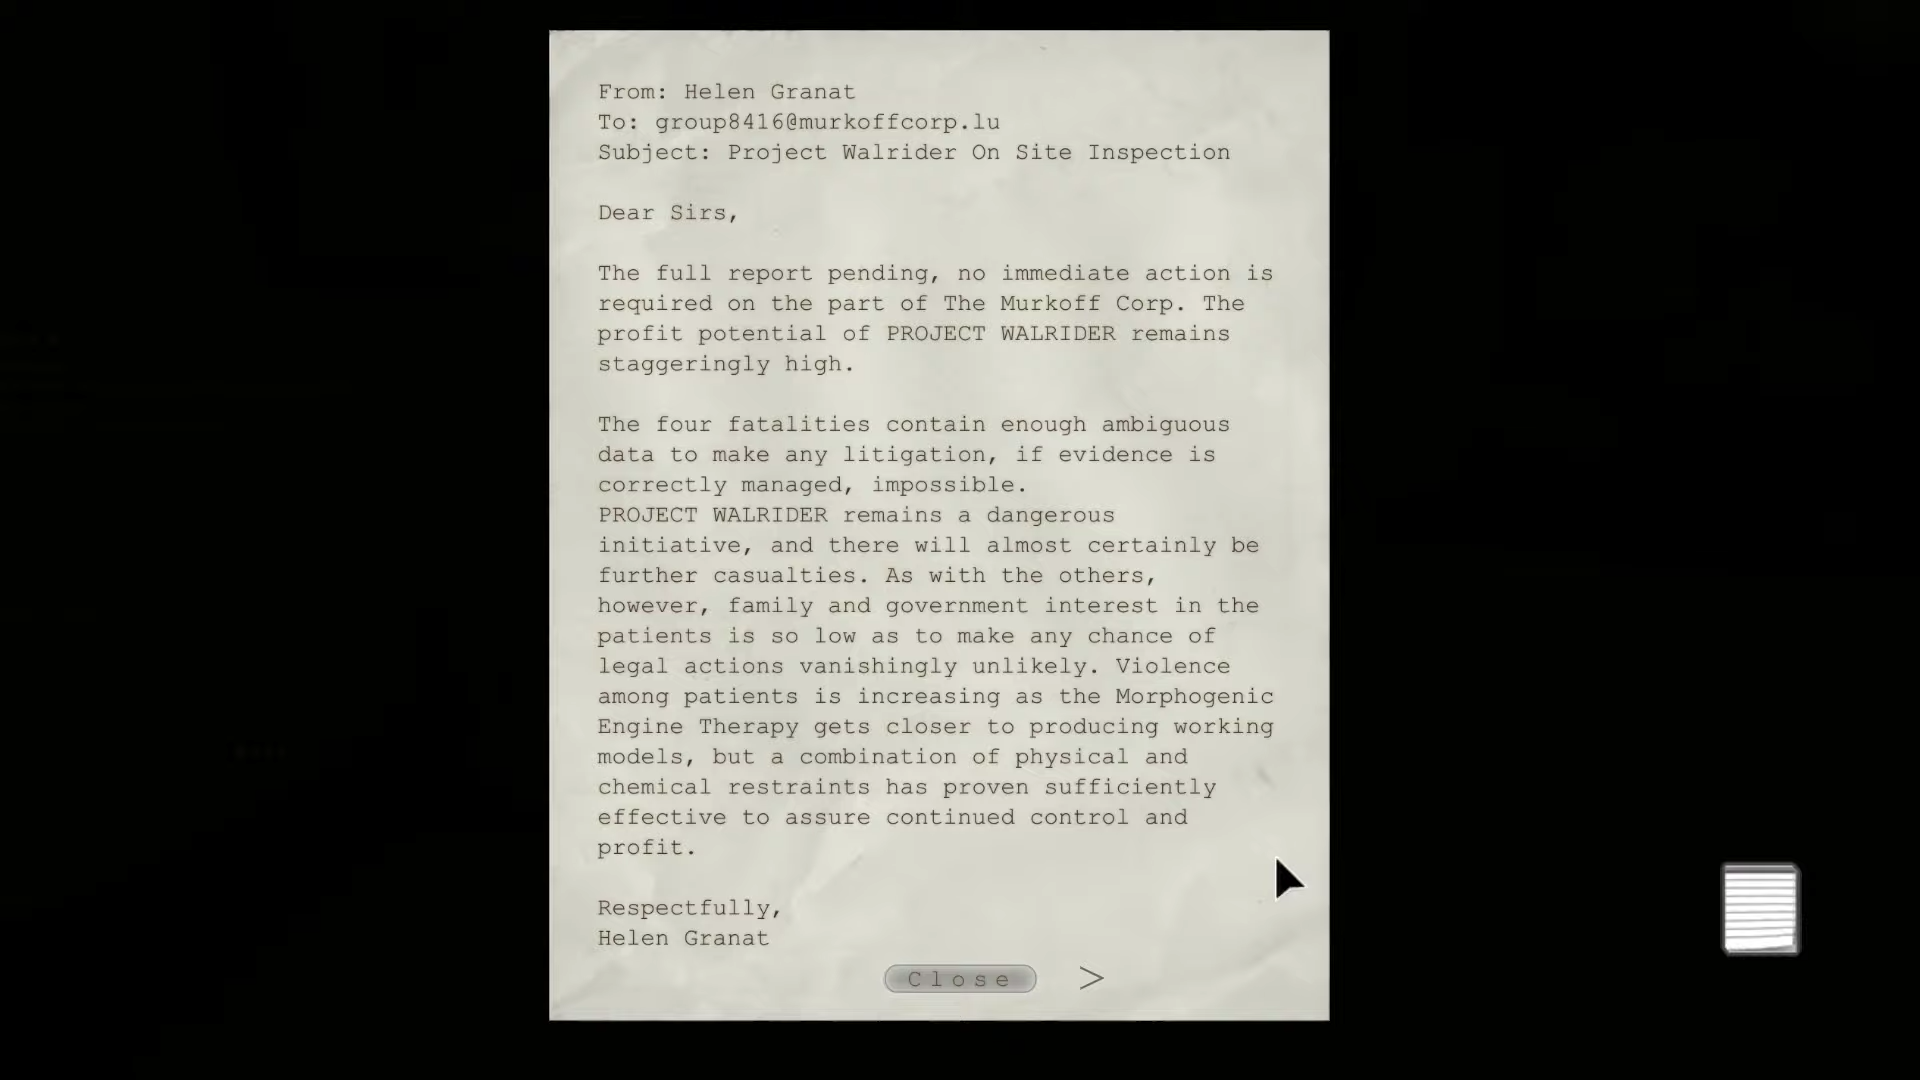 From: Helen Granat
To: group8416@murkoffcorp.lu
Subject: Project Walrider On Site Inspection
Dear Sirs,
The full report pending, no immediate action is
required on the part of The Murkoff Corp. The
profit potential of PROJECT WALRIDER remains
staggeringly high.
The four fatalities contain enough ambiguous
data to make any litigation, if evidence is
correctly managed, impossible.
PROJECT WALRIDER remains a dangerous
initiative, and there will almost certainly be
further casualties. As with the others,
however, family and government interest in the
patients is so low as to make any chance of
legal actions vanishingly unlikely. Violence
among patients is increasing as the Morphogenic
Engine Therapy gets closer to producing working
models, but a combination of physical and
chemical restraints has proven sufficiently
effective to assure continued control and
profit.
Respectfully,
Helen Granat
Close >